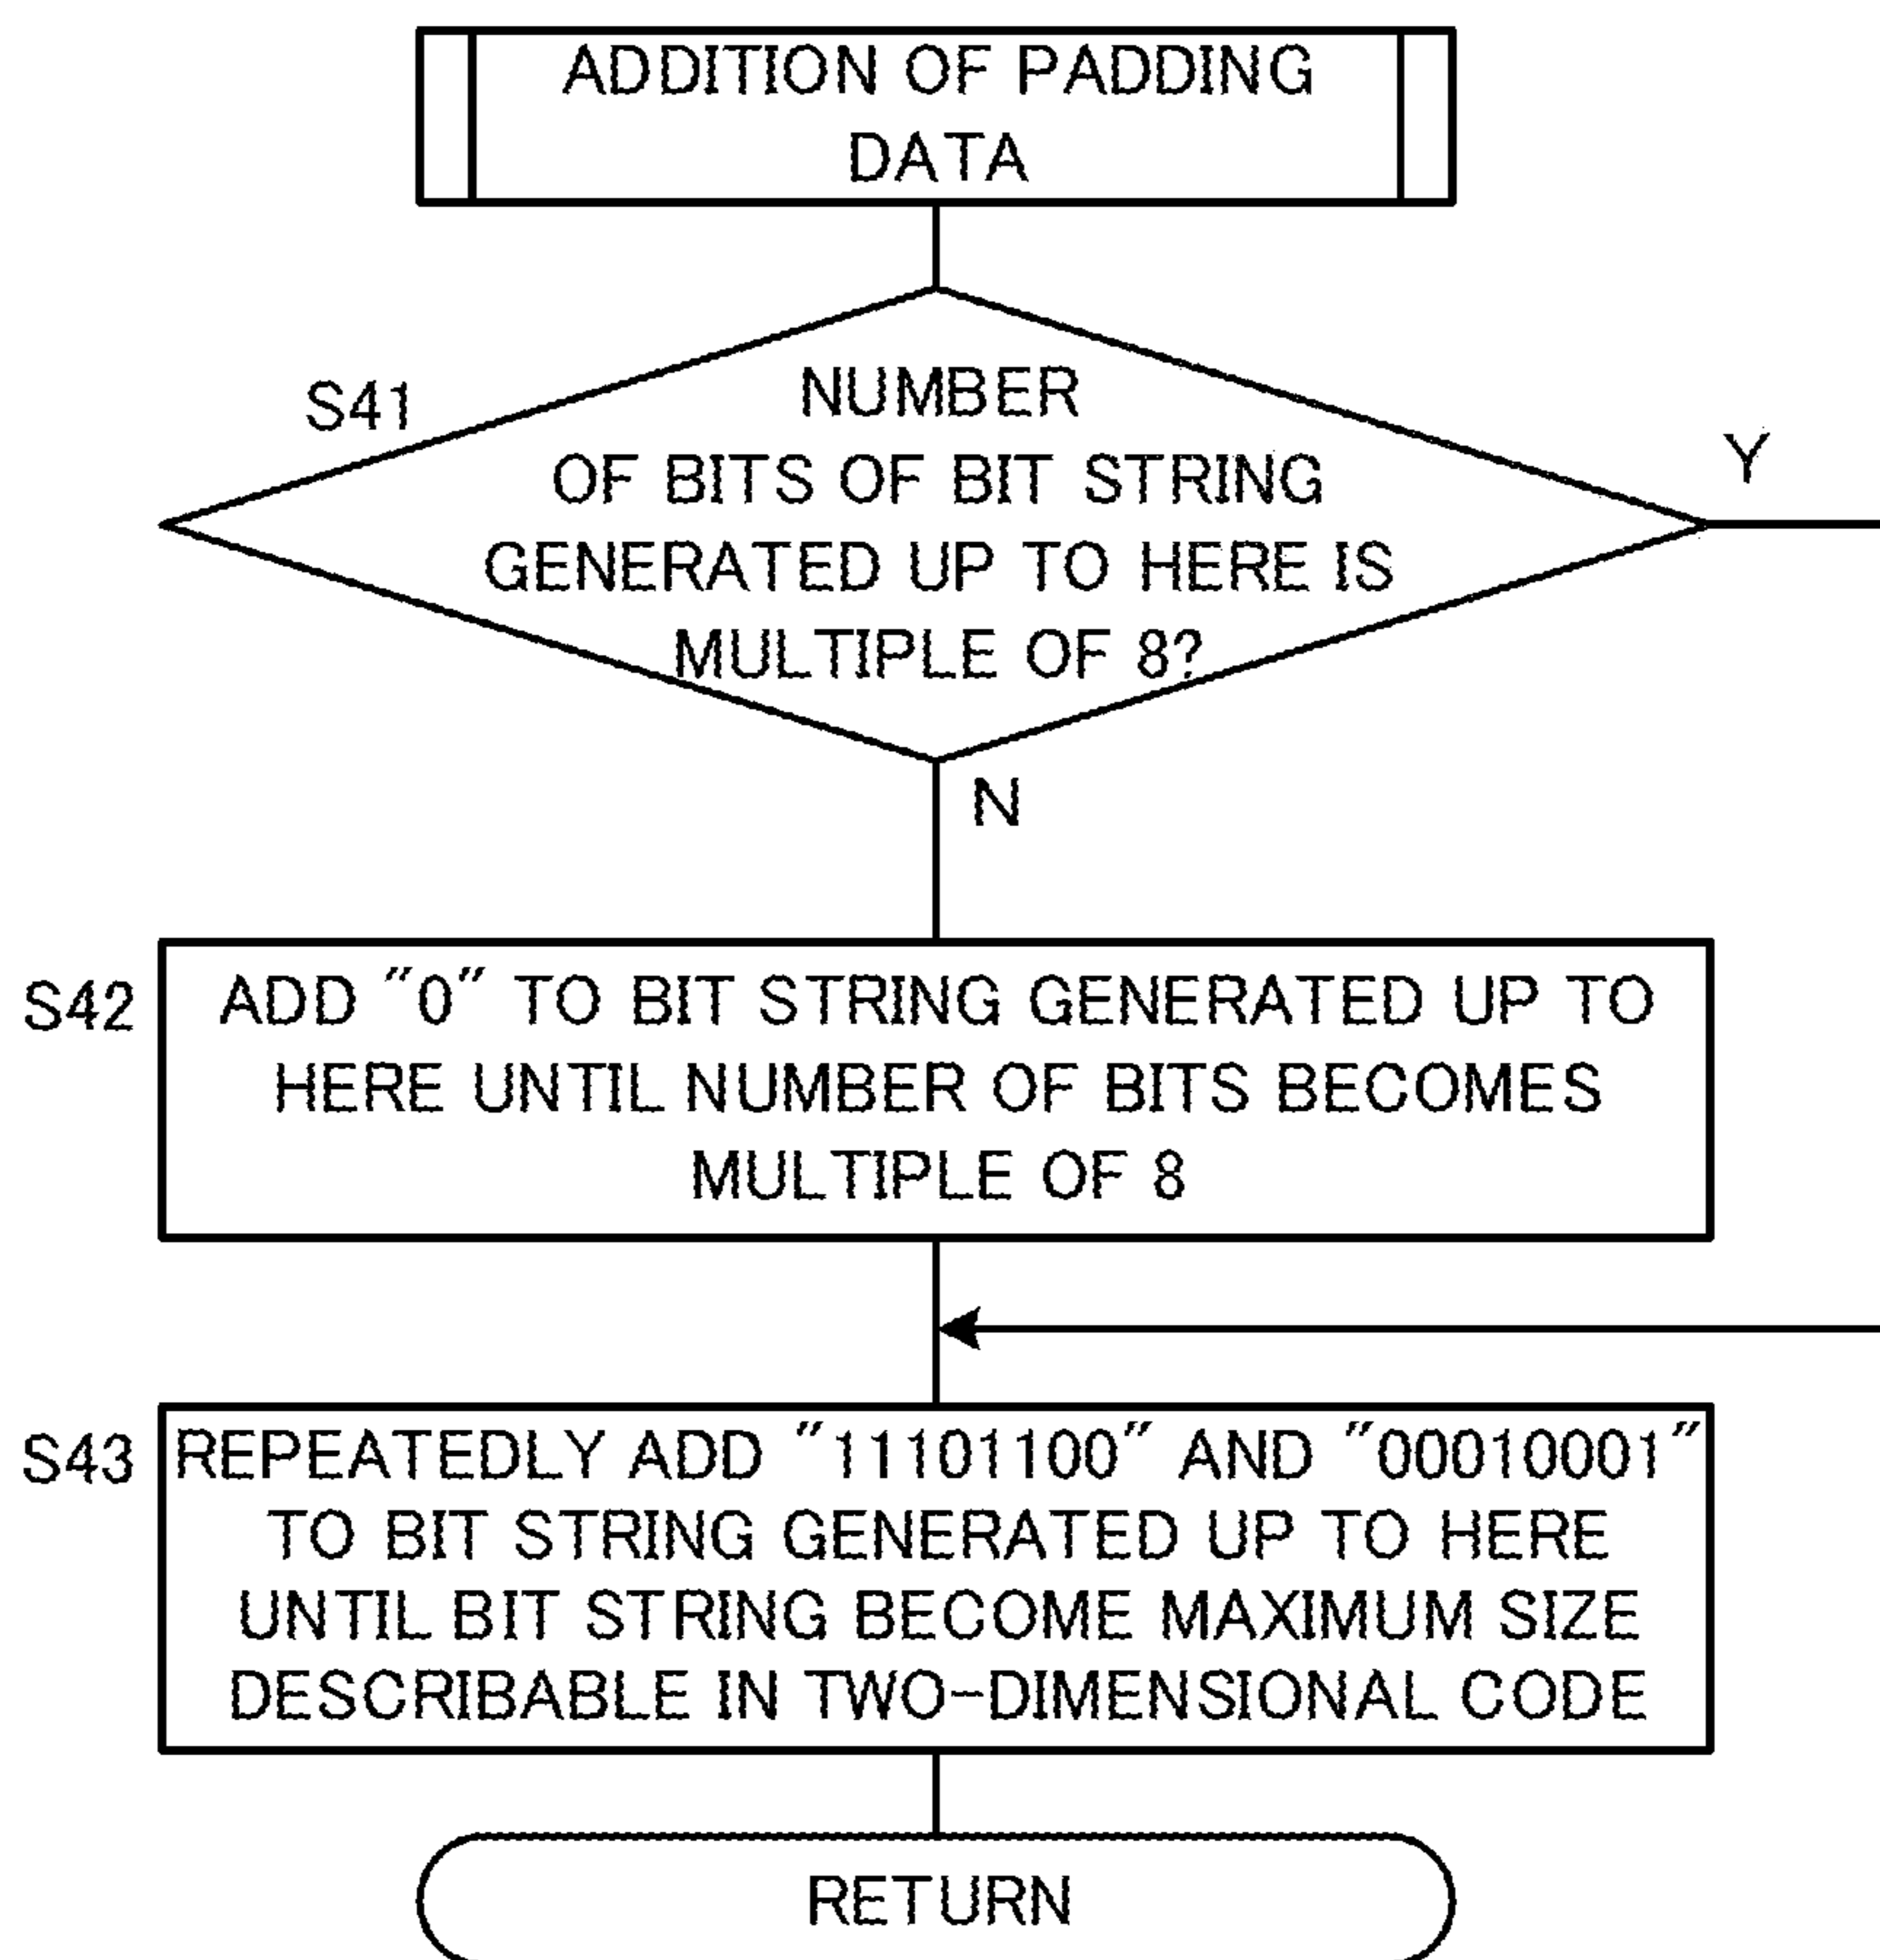 ADDITION OF PADDING
DATA
S41
NUMBER
OF BITS OF BIT STRING
GENERATED UP TO HERE IS
MULTIPLE OF 8?
Y
N
S42
ADD "0" TO BIT STRING GENERATED UP TO
HERE UNTIL NUMBER OF BITS BECOMES
MULTIPLE OF 8
S43
REPEATEDLY ADD "11101100" AND "00010001"
TO BIT STRING GENERATED UP TO HERE
UNTIL BIT STRING BECOME MAXIMUM SIZE
DESCRIBABLE IN TWO-DIMENSIONAL CODE
RETURN